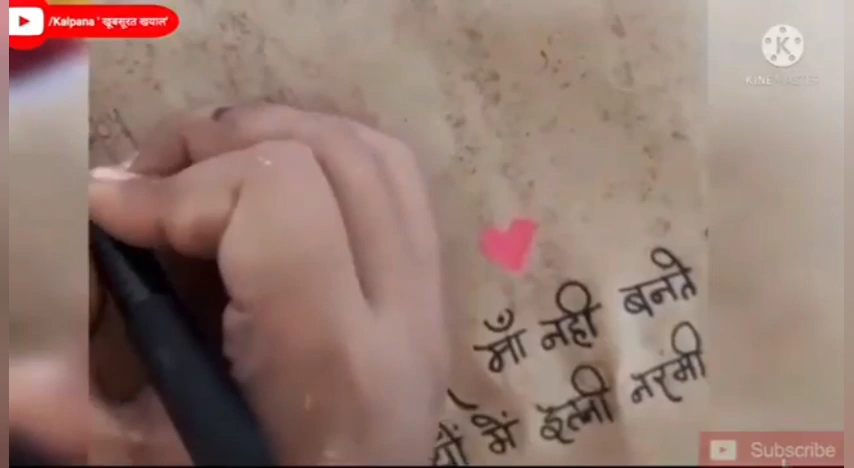 /Kalpana ' खूबसूरत ख्याल'
KINEMASTER
माँ नही बनते
में इतनी नरमी
Subscribe